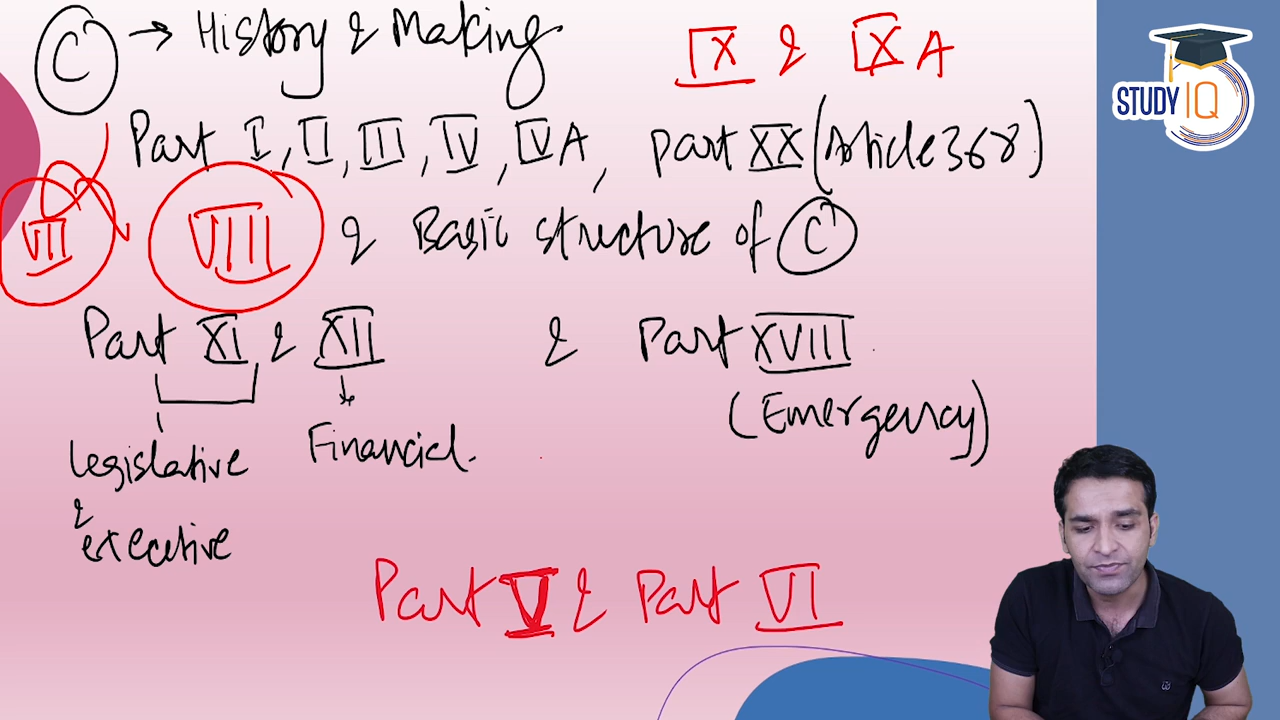 C → History & Making
IX & IXA
STUDY IQ
Part I, II, III, IV, IVA, Part XX (Article 368)
VII VIII & Basic structure of C
Part XI & XII & Part XVIII
(Emergency)
Legislative
&
executive
Financial.
Part V & Part VI